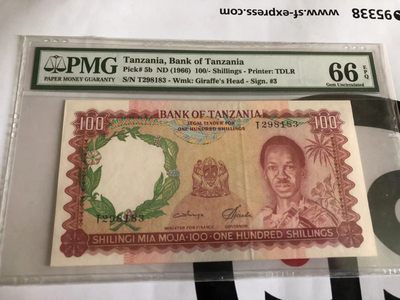 95338
www.sf-express.com
PMG
PAPER MONEY GUARANTY
Tanzania, Bank of Tanzania
Pick# 5b ND (1966) 100/- Shillings - Printer: TDLR
S/N T298183 - Wmk: Giraffe's Head - Sign. #3
66 EPQ
Gem Uncirculated
100 BANK OF TANZANIA 100
LEGAL TENDER FOR
ONE HUNDRED SHILLINGS
T298183
T298183
MINISTER FOR FINANCE GOVERNOR
SHILINGI MIA MOJA·100·ONE HUNDRED SHILLINGS